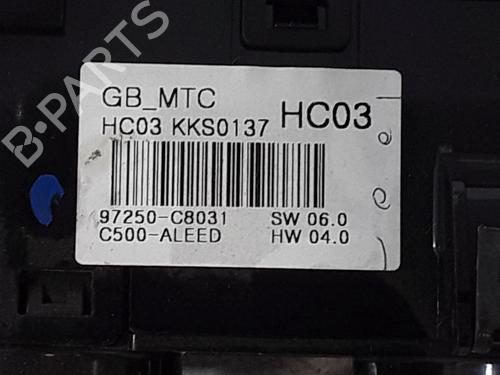 B-PARTS
GB_MTC
HC03 KKS0137 HC03
97250-C8031 SW 06.0
C500-ALEED HW 04.0